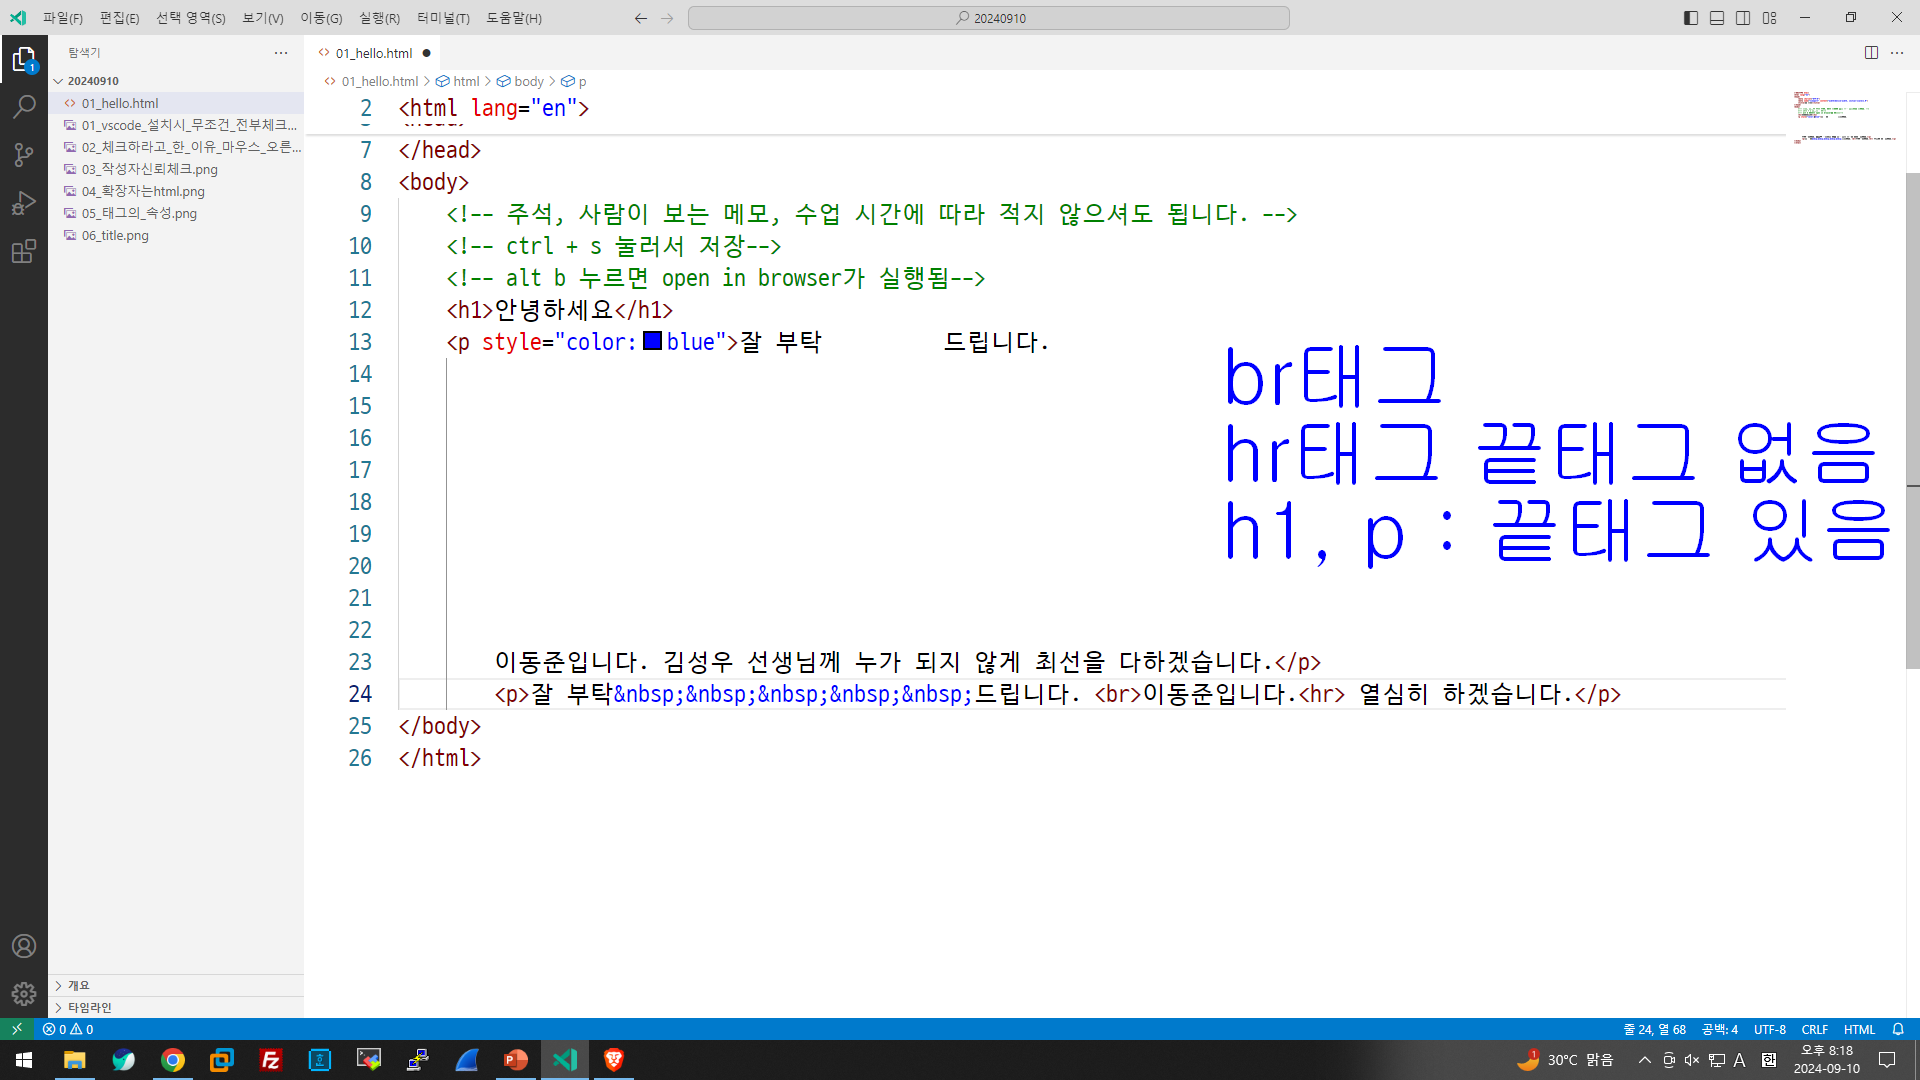 파일(F) 편집(E) 선택 영역(S) 보기(V) 이동(G) 실행(R) 터미널(T) 도움말(H)
20240910
탐색기
01_hello.html
20240910
01_hello.html > html > body > p
01_hello.html
01_vscode_설치시_무조건_전부체크...
02_체크하라고_한_이유_마우스_오른...
03_작성자신뢰체크.png
04_확장자는html.png
05_태그의_속성.png
06_title.png
1
2 <html lang="en">
7 </head>
8 <body>
9 <!-- 주석, 사람이 보는 메모, 수업 시간에 따라 적지 않으셔도 됩니다. -->
10 <!-- ctrl + s 눌러서 저장-->
11 <!-- alt b 누르면 open in browser가 실행됨-->
12 <h1>안녕하세요</h1>
13 <p style="color:blue">잘 부탁          드립니다.
14
15
16
17
18
19
20
21
22
23 이동준입니다. 김성우 선생님께 누가 되지 않게 최선을 다하겠습니다.</p>
24 <p>잘 부탁&nbsp;&nbsp;&nbsp;&nbsp;&nbsp;드립니다. <br>이동준입니다.<hr> 열심히 하겠습니다.</p>
25 </body>
26 </html>
br태그
hr태그 끝태그 없음
h1, p : 끝태그 있음
개요
타임라인
0 0
줄 24, 열 68 공백: 4 UTF-8 CRLF HTML
1 30°C 맑음
A 한
오후 8:18
2024-09-10